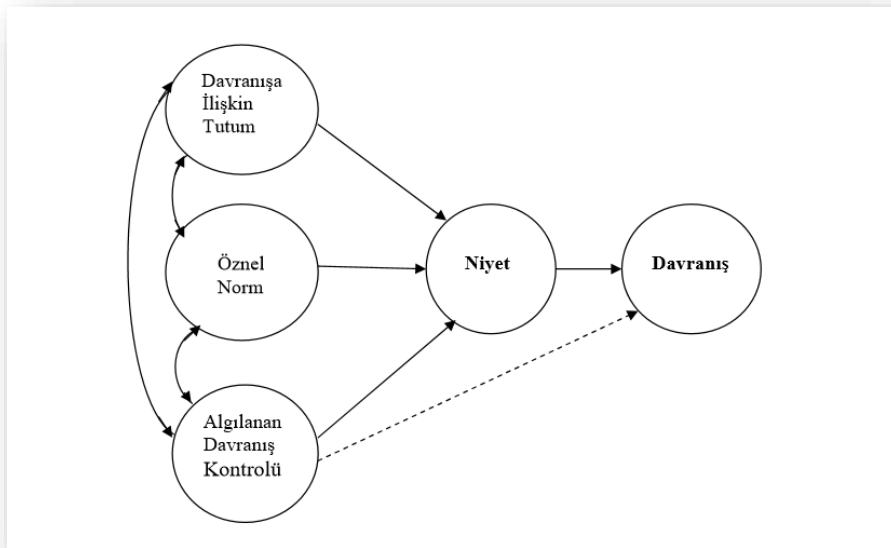 Davranışa
İlişkin
Tutum
Öznel
Norm
Algılanan
Davranış
Kontrolü
Niyet
Davranış